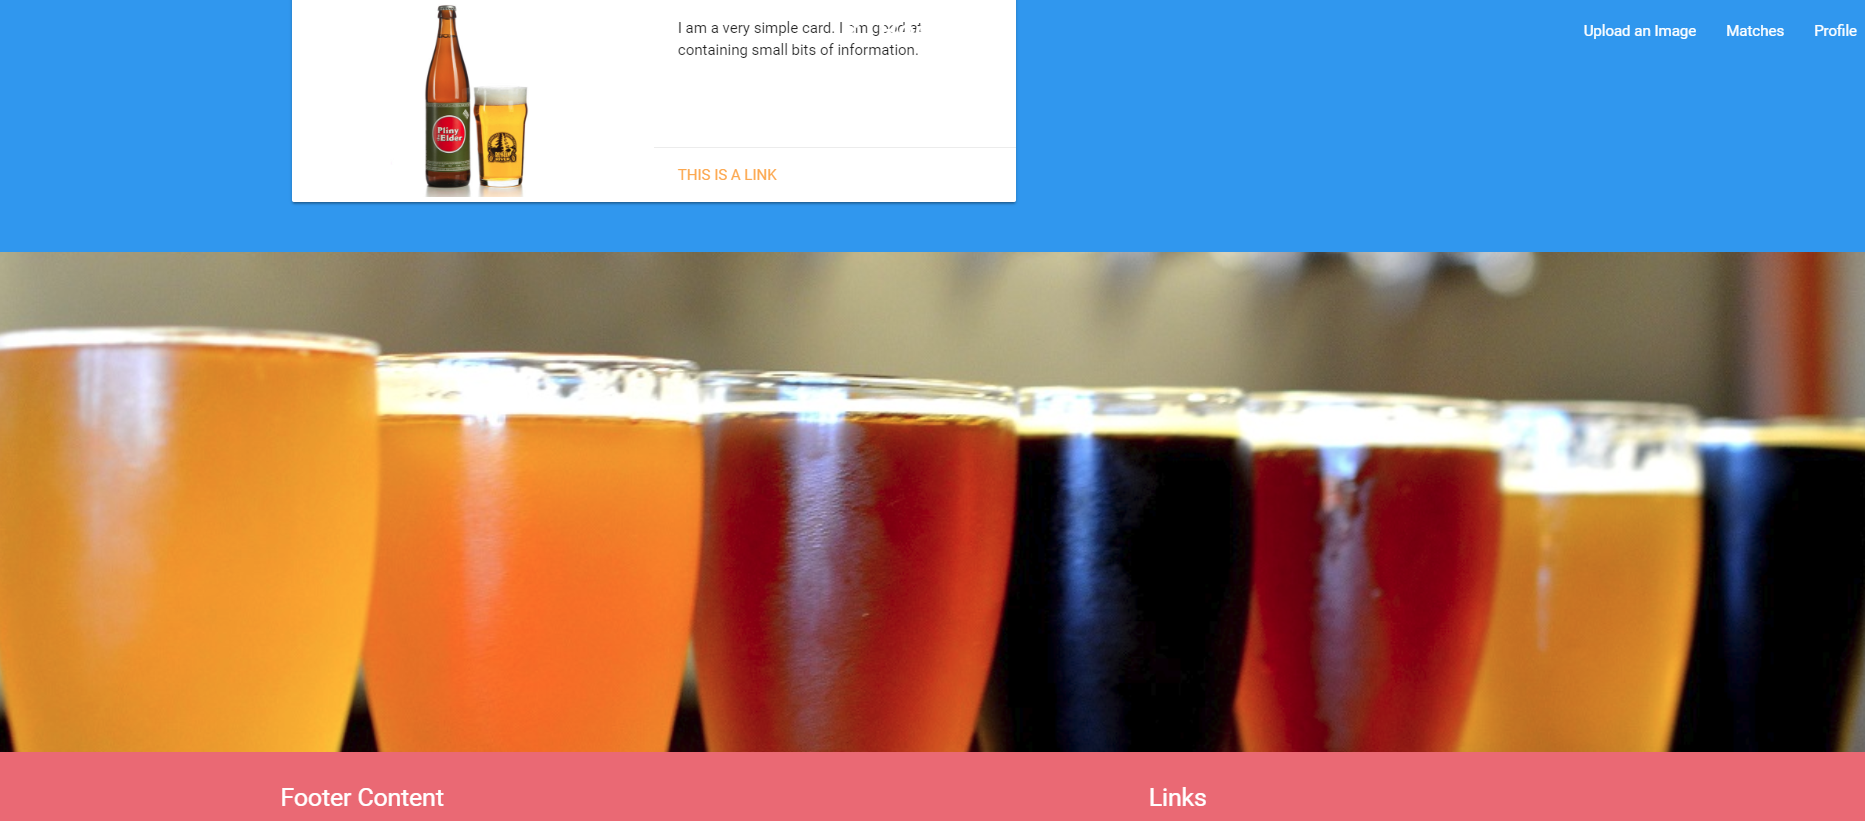 I am a very simple card. I am good at
containing small bits of information.
Upload an Image
Matches
Profile
Pliny
the Elder
THIS IS A LINK
Footer Content
Links